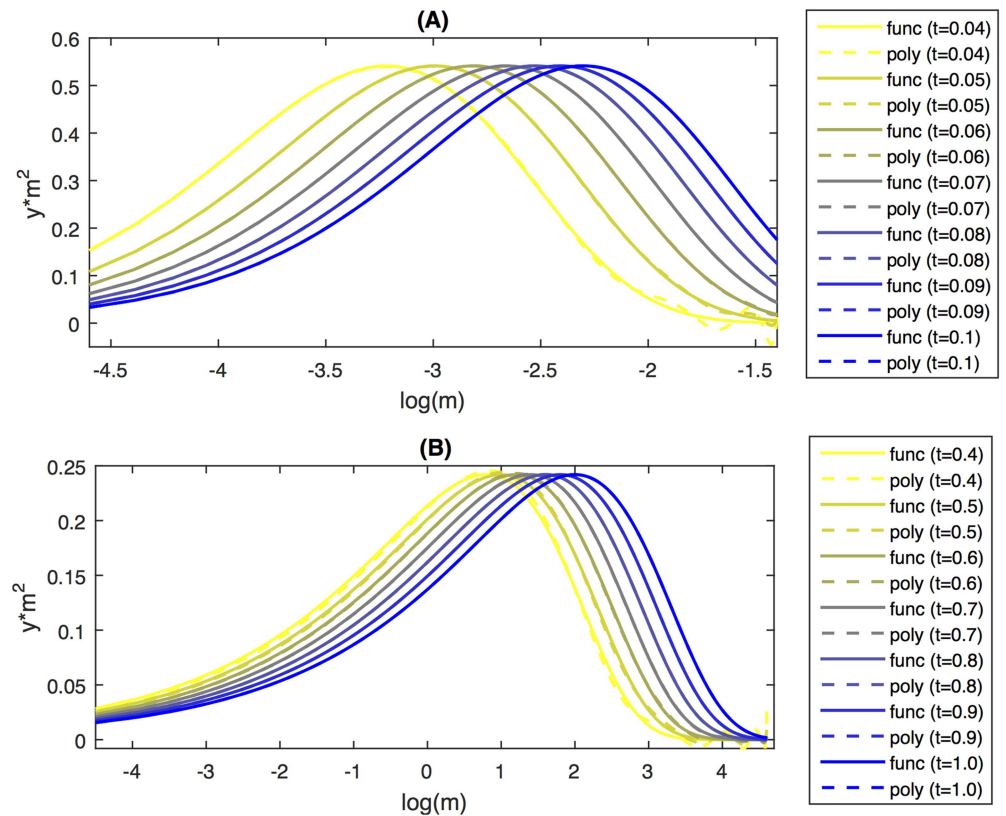 (A)
0.6
0.5
0.4
0.3
0.2
0.1
0
y*m²
-4.5 -4 -3.5 -3 -2.5 -2 -1.5
log(m)
func (t=0.04)
poly (t=0.04)
func (t=0.05)
poly (t=0.05)
func (t=0.06)
poly (t=0.06)
func (t=0.07)
poly (t=0.07)
func (t=0.08)
poly (t=0.08)
func (t=0.09)
poly (t=0.09)
func (t=0.1)
poly (t=0.1)
(B)
0.25
0.2
0.15
0.1
0.05
0
y*m²
-4 -3 -2 -1 0 1 2 3 4
log(m)
func (t=0.4)
poly (t=0.4)
func (t=0.5)
poly (t=0.5)
func (t=0.6)
poly (t=0.6)
func (t=0.7)
poly (t=0.7)
func (t=0.8)
poly (t=0.8)
func (t=0.9)
poly (t=0.9)
func (t=1.0)
poly (t=1.0)